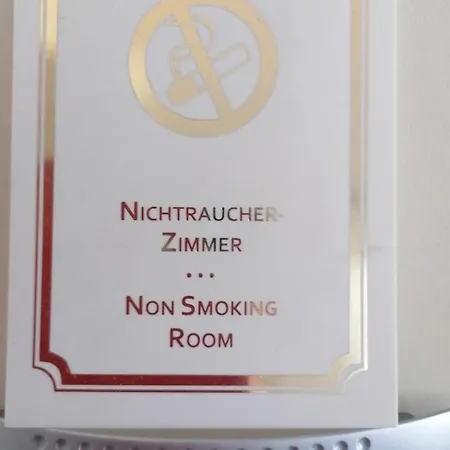 Nichtraucher-
Zimmer
...
Non Smoking
Room